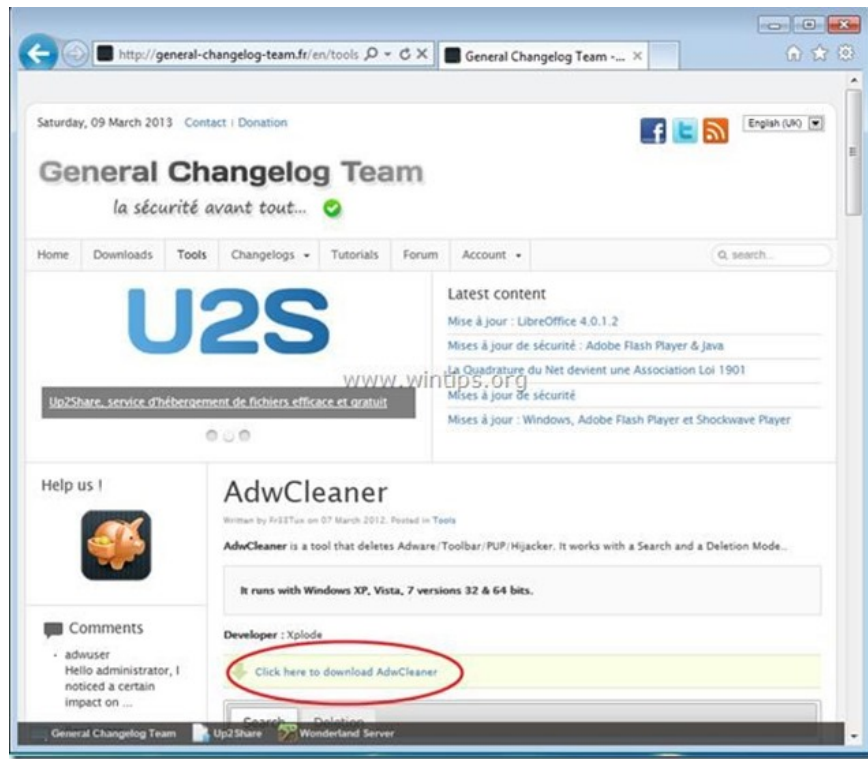 http://general-changelog-team.fr/en/tools
General Changelog Team -...
Saturday, 09 March 2013 Contact | Donation
English (UK)
General Changelog Team
la sécurité avant tout...
Home Downloads Tools Changelogs Tutorials Forum Account search...
U2S
Up2Share, service d'hébergement de fichiers efficace et gratuit
Latest content
Mise à jour : LibreOffice 4.0.1.2
Mises à jour de sécurité : Adobe Flash Player & Java
La Quadrature du Net devient une Association Loi 1901
Mises à jour de sécurité
Mises à jour : Windows, Adobe Flash Player et Shockwave Player
www.wintips.org
Help us !
AdwCleaner
Written by Fr33Tux on 07 March 2012. Posted in Tools
AdwCleaner is a tool that deletes Adware/Toolbar/PUP/Hijacker. It works with a Search and a Deletion Mode..
It runs with Windows XP, Vista, 7 versions 32 & 64 bits.
Comments
adwuser
Hello administrator, I
noticed a certain
impact on ...
Developer : Xplode
Click here to download AdwCleaner
Search Deletion
General Changelog Team Up2Share Wonderland Server